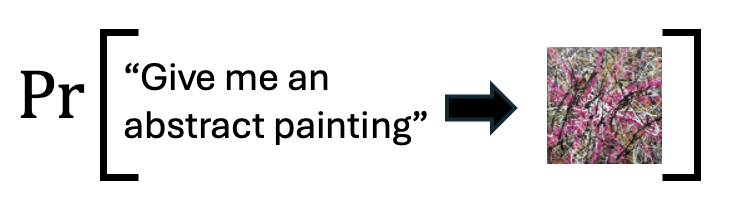 Pr
“Give me an
abstract painting”